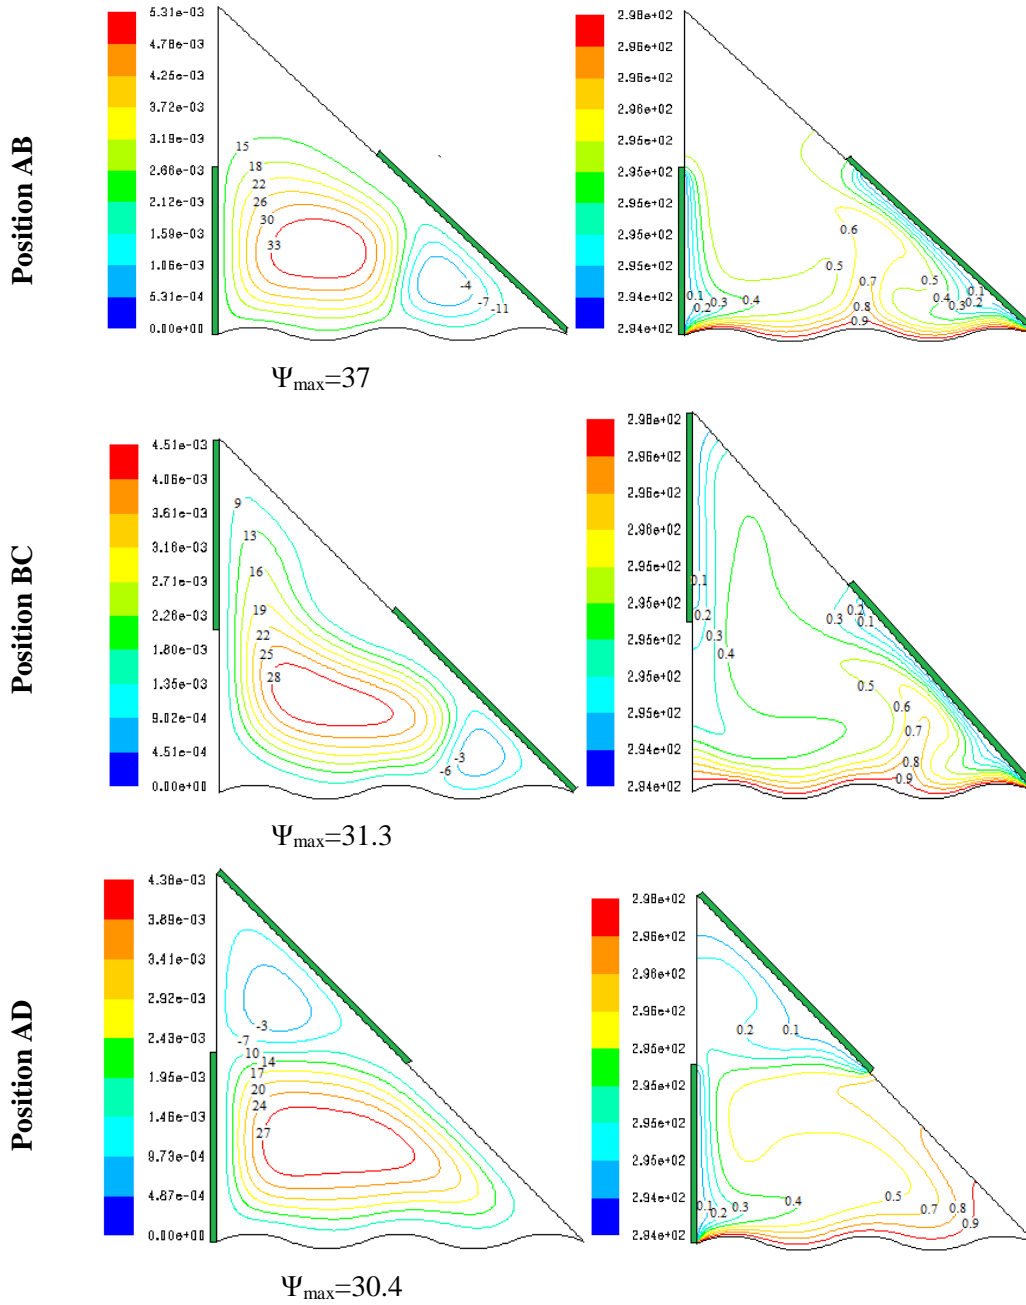 Position AB
5.31e-03
4.78e-03
4.25e-03
3.72e-03
3.19e-03
2.66e-03
2.12e-03
1.59e-03
1.06e-03
5.31e-04
0.00e+00
15
18
22
26
30
33
-4
-7
-11
2.96e+02
2.96e+02
2.96e+02
2.96e+02
2.95e+02
2.95e+02
2.95e+02
2.95e+02
2.94e+02
2.94e+02
0.6
0.5
0.7
0.5
0.1
0.4
0.3
0.2
0.1
0.2
0.3
0.4
0.8
0.9
Ψmax=37
Position BC
4.51e-03
4.06e-03
3.61e-03
3.16e-03
2.71e-03
2.26e-03
1.80e-03
1.35e-03
9.02e-04
4.51e-04
0.00e+00
9
13
16
19
22
25
28
-3
-6
2.96e+02
2.96e+02
2.96e+02
2.96e+02
2.95e+02
2.95e+02
2.95e+02
2.95e+02
2.94e+02
2.94e+02
0.1
0.2
0.3
0.4
0.2
0.3
0.1
0.5
0.6
0.7
0.8
0.9
Ψmax=31.3
Position AD
4.38e-03
3.89e-03
3.41e-03
2.92e-03
2.43e-03
1.95e-03
1.46e-03
9.73e-04
4.87e-04
0.00e+00
-3
-7
10
14
17
20
24
27
2.96e+02
2.96e+02
2.96e+02
2.96e+02
2.95e+02
2.95e+02
2.95e+02
2.95e+02
2.94e+02
2.94e+02
0.2
0.1
0.1
0.2
0.3
0.4
0.5
0.7
0.8
0.9
Ψmax=30.4